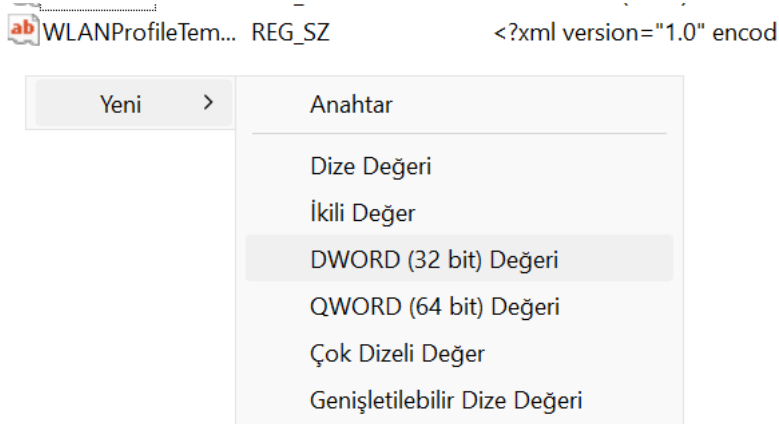 ab WLANProfileTem... REG_SZ <?xml version="1.0" encod
Yeni > Anahtar
Dize Değeri
İkili Değer
DWORD (32 bit) Değeri
QWORD (64 bit) Değeri
Çok Dizeli Değer
Genişletilebilir Dize Değeri